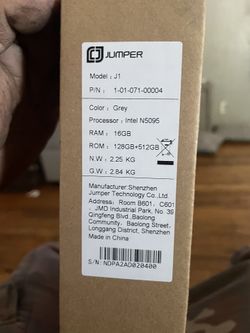 JUMPER
Model : J1
P/N : 1-01-071-00004
Color : Grey
Processor : Intel N5095
RAM : 16GB
ROM : 128GB+512GB
N.W. : 2.25 KG
G.W. : 2.84 KG
Manufacturer:Shenzhen
Jumper Technology Co.,Ltd.
Address: Room B601, C601
, JMD Industrial Park, No. 39
Qingfeng Blvd.,Baolong
Community, Baolong Street,
Longgang District, Shenzhen
Made in China
S/N: NDPA2AD020400